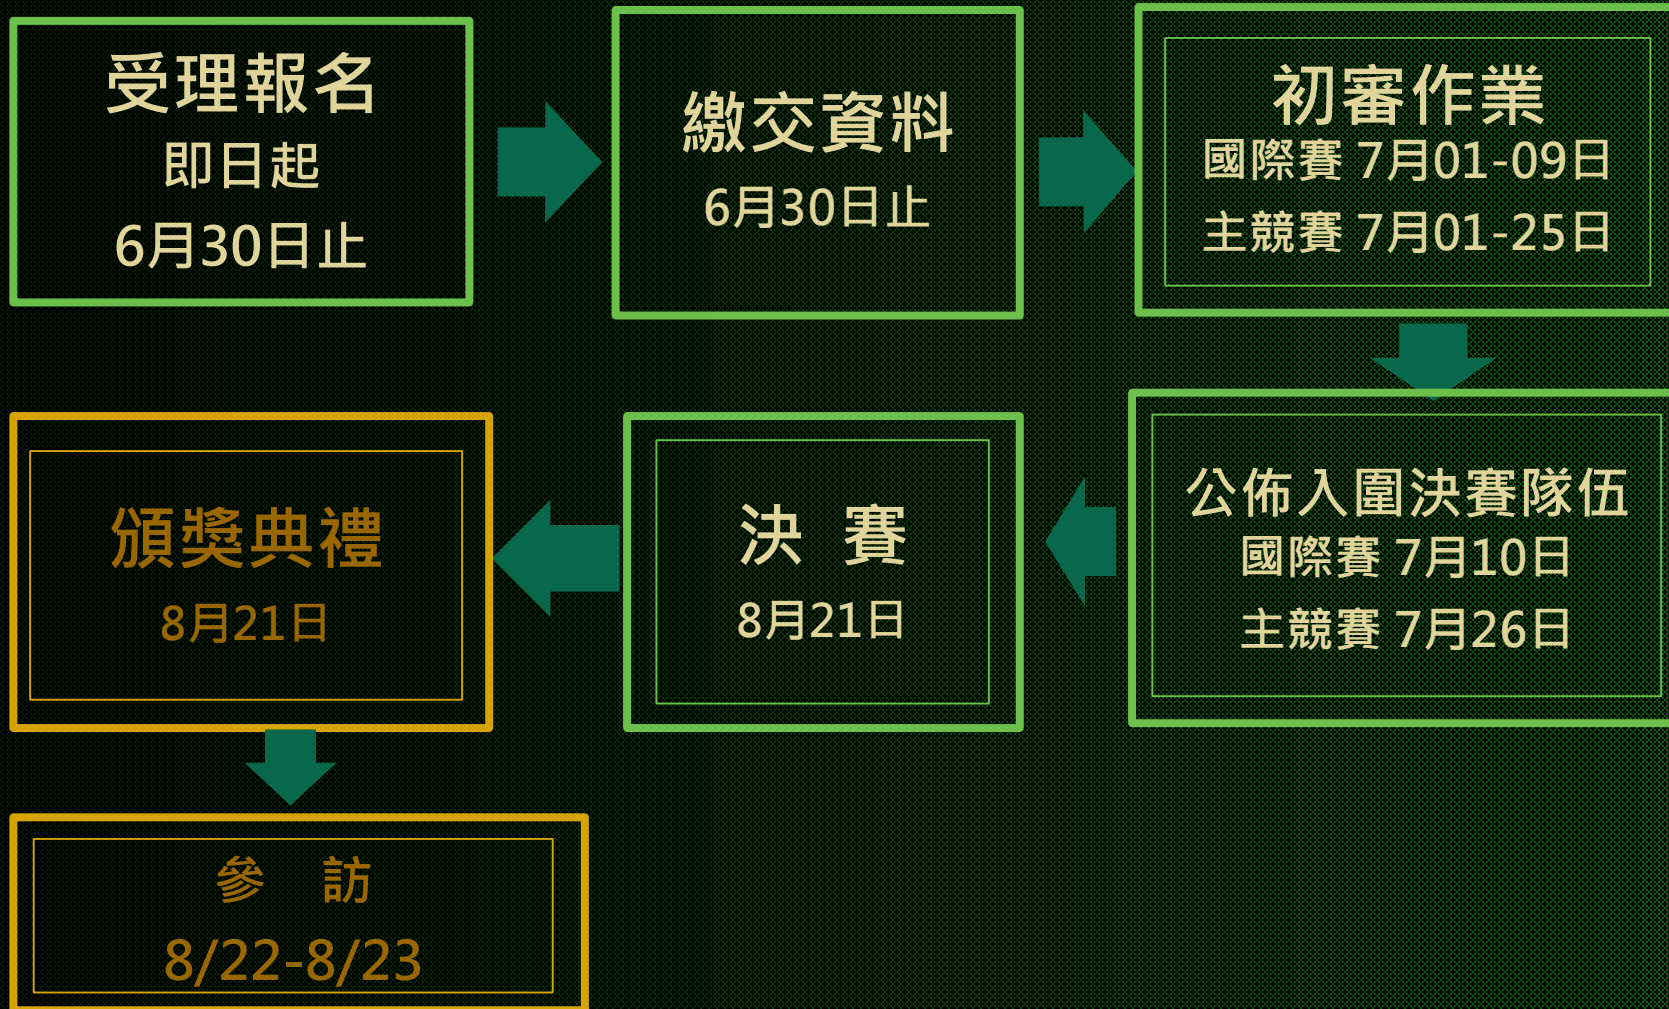 受理報名
即日起
6月30日止
繳交資料
6月30日止
初審作業
國際賽 7月01-09日
主競賽 7月01-25日
公佈入圍決賽隊伍
國際賽 7月10日
主競賽 7月26日
決 賽
8月21日
頒獎典禮
8月21日
參 訪
8/22-8/23